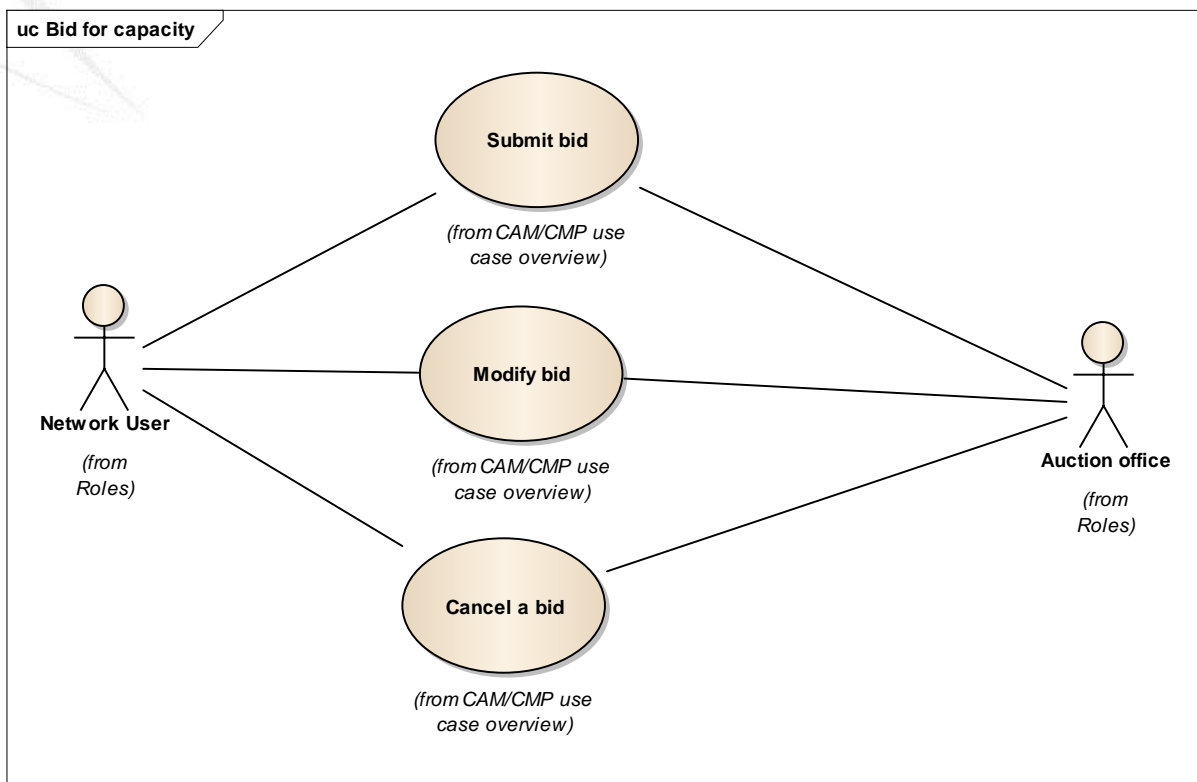 uc Bid for capacity
Submit bid
(from CAM/CMP use
case overview)
Network User
(from
Roles)
Modify bid
(from CAM/CMP use
case overview)
Auction office
(from
Roles)
Cancel a bid
(from CAM/CMP use
case overview)